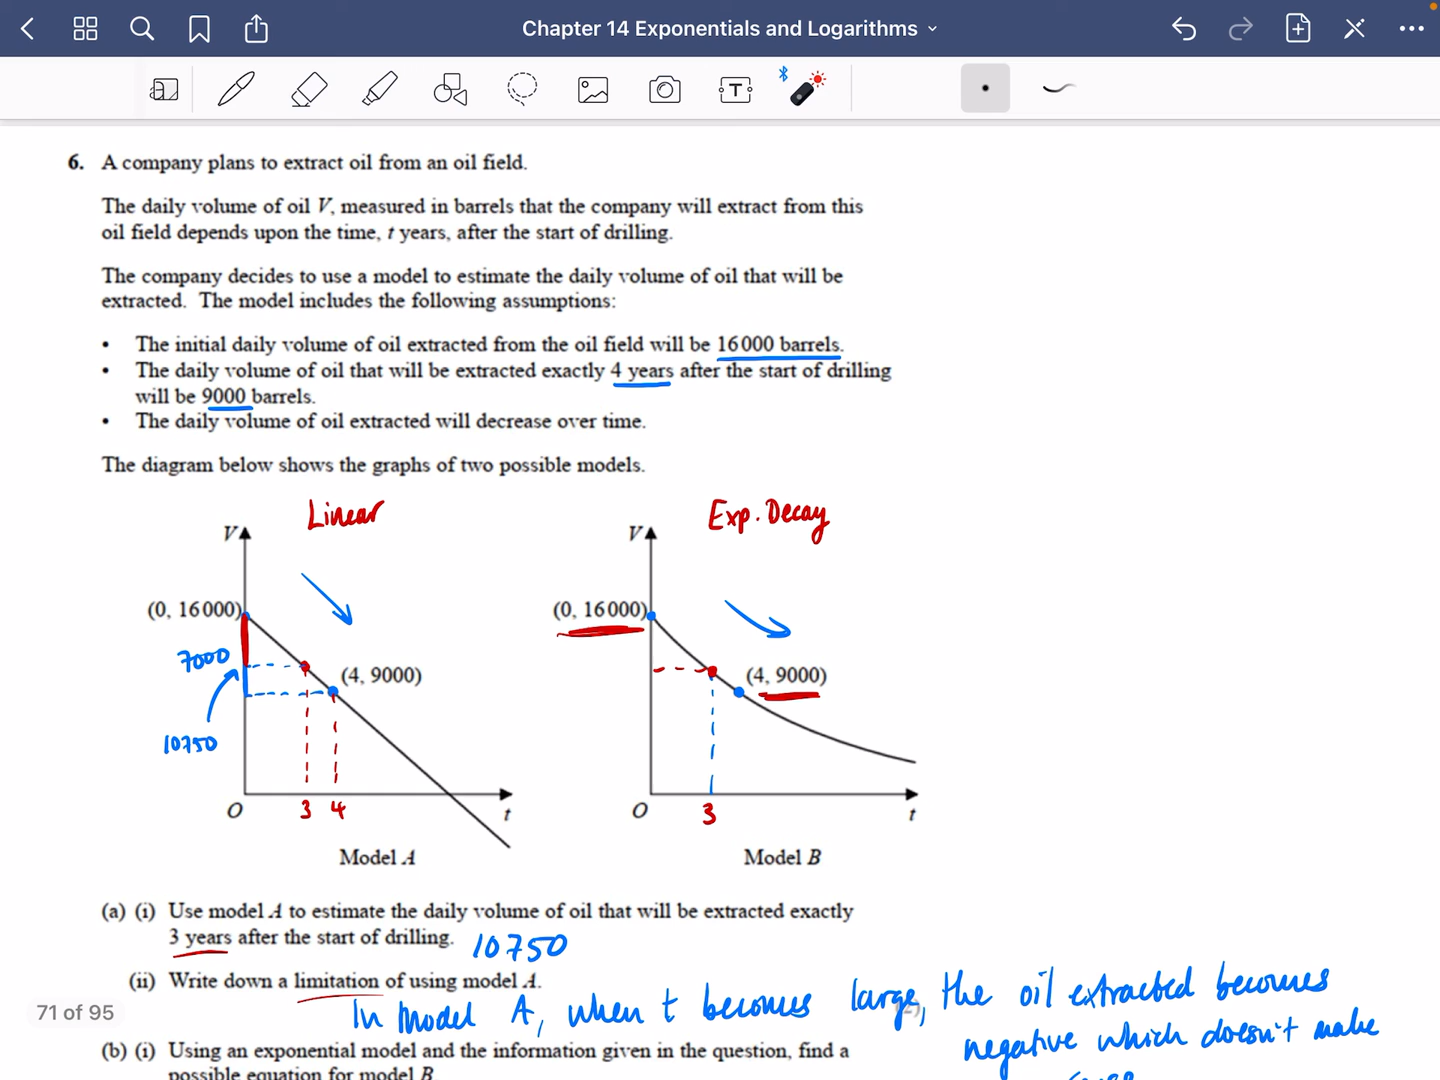 Chapter 14 Exponentials and Logarithms
a
T
6. A company plans to extract oil from an oil field.
The daily volume of oil V, measured in barrels that the company will extract from this
oil field depends upon the time, t years, after the start of drilling.
The company decides to use a model to estimate the daily volume of oil that will be
extracted. The model includes the following assumptions:
• The initial daily volume of oil extracted from the oil field will be 16 000 barrels.
• The daily volume of oil that will be extracted exactly 4 years after the start of drilling
will be 9000 barrels.
• The daily volume of oil extracted will decrease over time.
The diagram below shows the graphs of two possible models.
Linear
V
(0, 16 000)
7000
(4, 9000)
10750
O
3 4
t
Model A
Exp. Decay
V
(0, 16 000)
(4, 9000)
O
3
t
Model B
(a) (i) Use model A to estimate the daily volume of oil that will be extracted exactly
3 years after the start of drilling. 10750
(ii) Write down a limitation of using model A.
In model A, when t becomes large, the oil extracted becomes
negative which doesn't make
71 of 95
(b) (i) Using an exponential model and the information given in the question, find a
possible equation for model B.